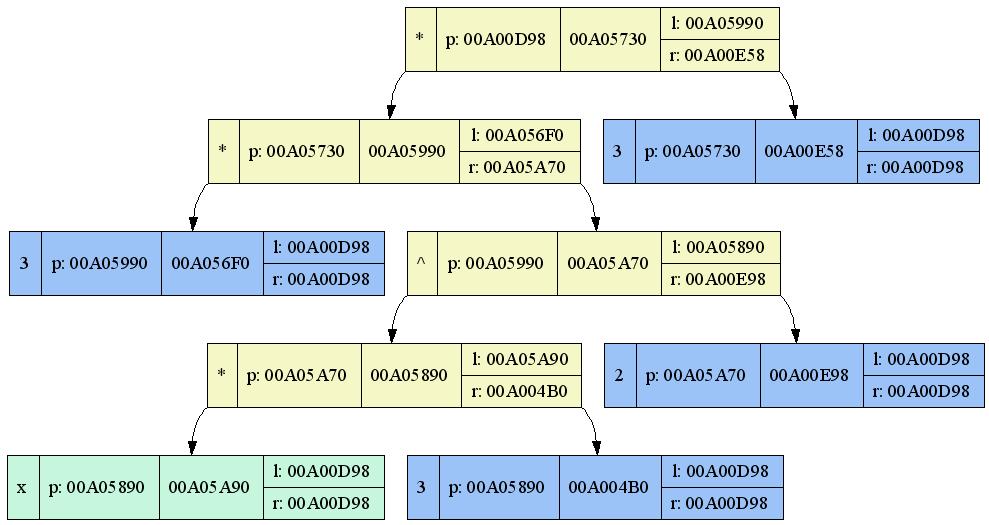 * p: 00A00D98 00A05730 l: 00A05990
r: 00A00E58
* p: 00A05730 00A05990 l: 00A056F0
r: 00A05A70
3 p: 00A05730 00A00E58 l: 00A00D98
r: 00A00D98
3 p: 00A05990 00A056F0 l: 00A00D98
r: 00A00D98
^ p: 00A05990 00A05A70 l: 00A05890
r: 00A00E98
* p: 00A05A70 00A05890 l: 00A05A90
r: 00A004B0
2 p: 00A05A70 00A00E98 l: 00A00D98
r: 00A00D98
x p: 00A05890 00A05A90 l: 00A00D98
r: 00A00D98
3 p: 00A05890 00A004B0 l: 00A00D98
r: 00A00D98